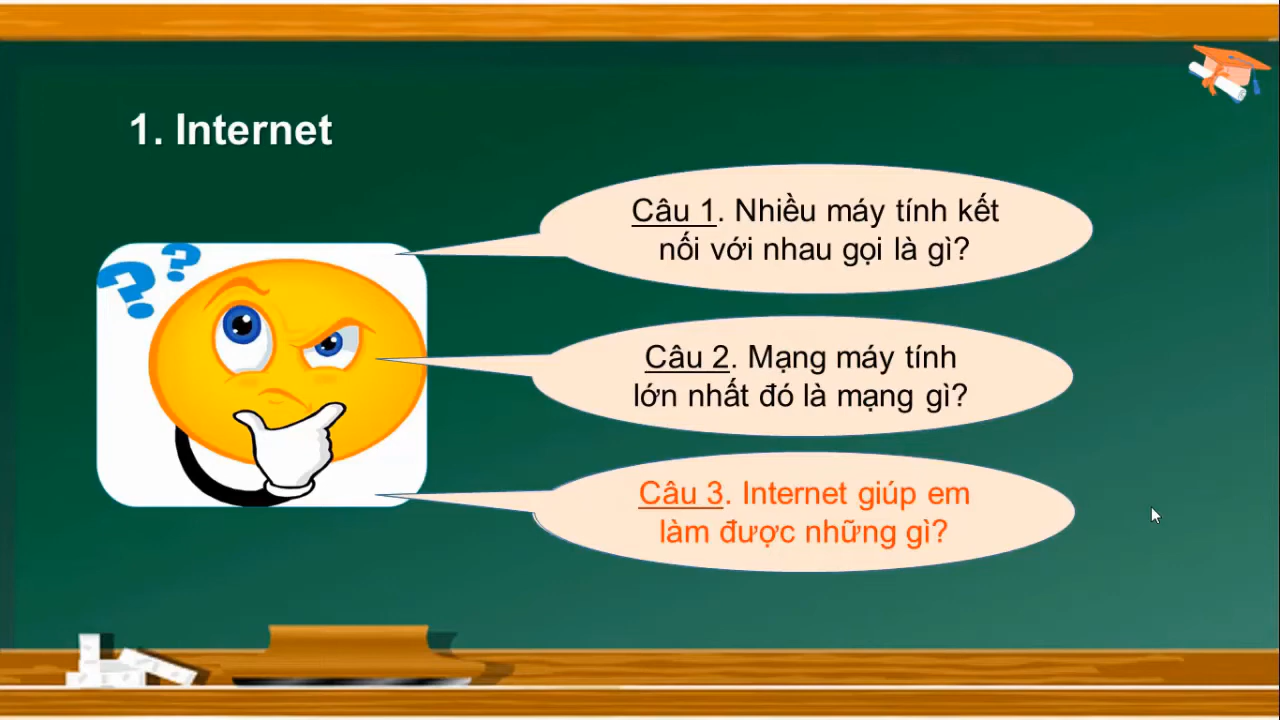 1. Internet
Câu 1. Nhiều máy tính kết
nối với nhau gọi là gì?
Câu 2. Mạng máy tính
lớn nhất đó là mạng gì?
Câu 3. Internet giúp em
làm được những gì?